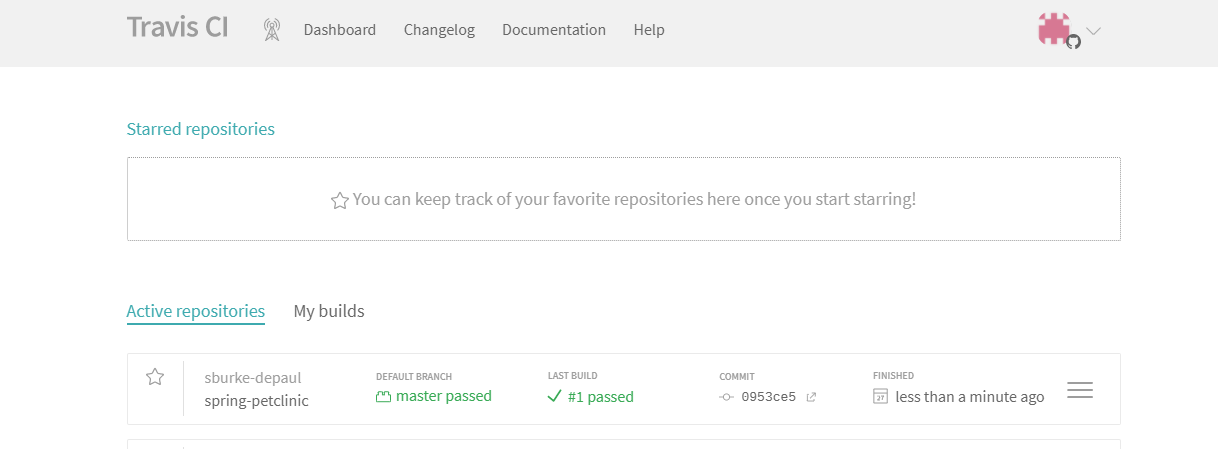 Travis CI Dashboard Changelog Documentation Help
Starred repositories
You can keep track of your favorite repositories here once you start starring!
Active repositories My builds
sburke-depaul
spring-petclinic
DEFAULT BRANCH
master passed
LAST BUILD
#1 passed
COMMIT
0953ce5
FINISHED
less than a minute ago